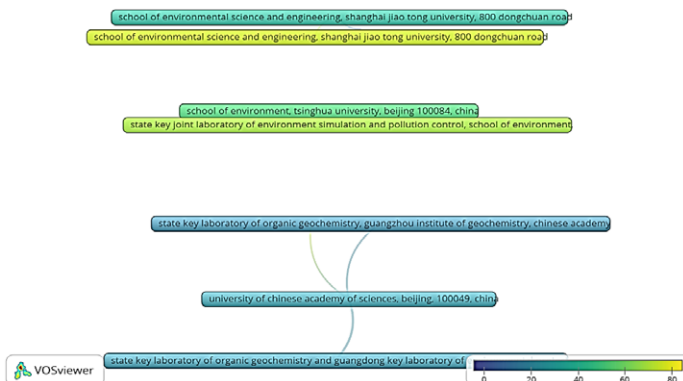 school of environmental science and engineering, shanghai jiao tong university, 800 dongchuan road
school of environmental science and engineering, shanghai jiao tong university, 800 dongchuan road
school of environment, tsinghua university, beijing 100084, china
state key joint laboratory of environment simulation and pollution control, school of environment
state key laboratory of organic geochemistry, guangzhou institute of geochemistry, chinese academy
university of chinese academy of sciences, beijing, 100049, china
state key laboratory of organic geochemistry and guangdong key laboratory of
VOSviewer
0 20 40 60 80